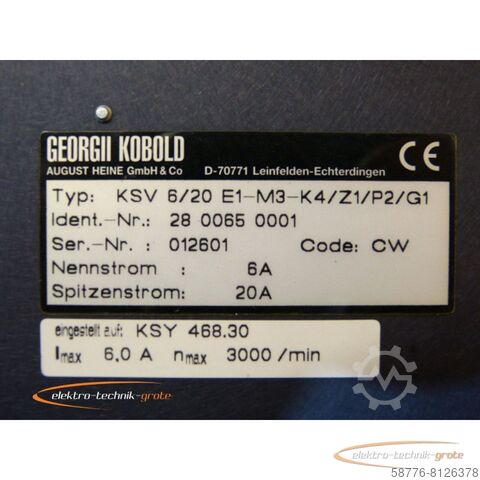 GEORGII KOBOLD
AUGUST HEINE GmbH & Co D-70771 Leinfelden-Echterdingen CE
Typ: KSV 6/20 E1-M3-K4/Z1/P2/G1
Ident.-Nr.: 28 0065 0001
Ser.-Nr. : 012601 Code: CW
Nennstrom : 6A
Spitzenstrom: 20A
eingestellt auf: KSY 468.30
Imax 6,0 A nmax 3000 /min
elektro-technik-grote
elektro-technik-grote
58776-8126378